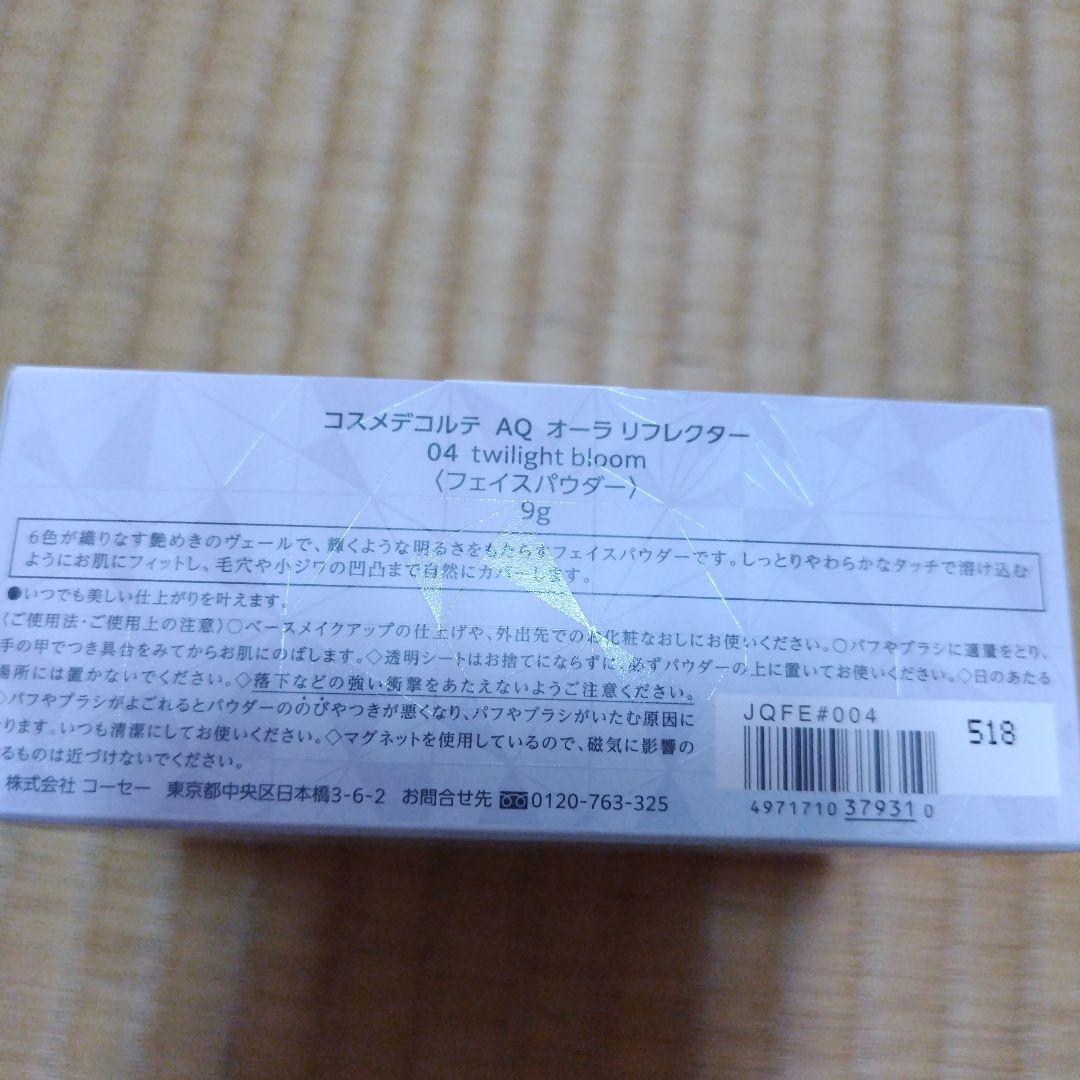 コスメデコルテ AQ オーラ リフレクター
04 twilight bloom
〈フェイスパウダー〉
9g
6色が織りなす艶めきのヴェールで、輝くような明るさをもたらすフェイスパウダーです。しっとりやわらかなタッチで溶け込む
ようにお肌にフィットし、毛穴や小ジワの凹凸まで自然にカバーします。
●いつでも美しい仕上がりを叶えます。
〈ご使用法・ご使用上の注意〉○ベースメイクアップの仕上げや、外出先でのお化粧なおしにお使いください。○パフやブラシに適量をとり、
手の甲でつき具合をみてからお肌にのばします。◇透明シートはお捨てにならずに、必ずパウダーの上に置いてお使いください。◇日のあたる
場所には置かないでください。◇落下などの強い衝撃をあたえないようご注意ください。
◇パフやブラシがよごれるとパウダーののびやつきが悪くなり、パフやブラシがいたむ原因に
ります。いつも清潔にしてお使いください。◇マグネットを使用しているので、磁気に影響の
るものは近づけないでください。
株式会社 コーセー 東京都中央区日本橋3-6-2 お問合せ先 0120-763-325
JQFE#004
518
4971710 37931 0